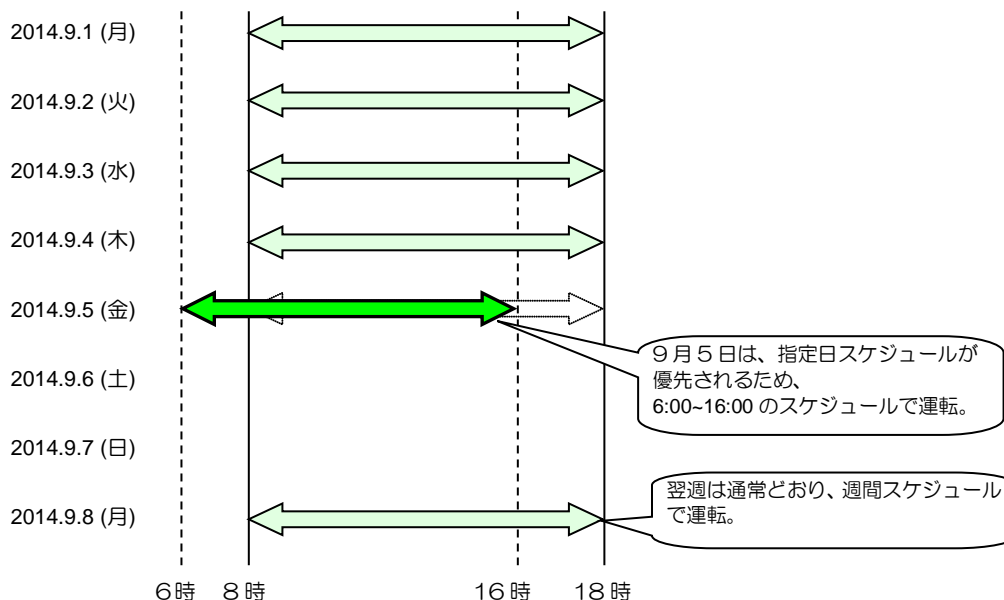 2014.9.1 (月)
2014.9.2 (火)
2014.9.3 (水)
2014.9.4 (木)
2014.9.5 (金)
9月5日は、指定日スケジュールが
優先されるため、
6:00~16:00 のスケジュールで運転。
2014.9.6 (土)
2014.9.7 (日)
翌週は通常どおり、週間スケジュール
で運転。
2014.9.8 (月)
6時 8時 16時 18時